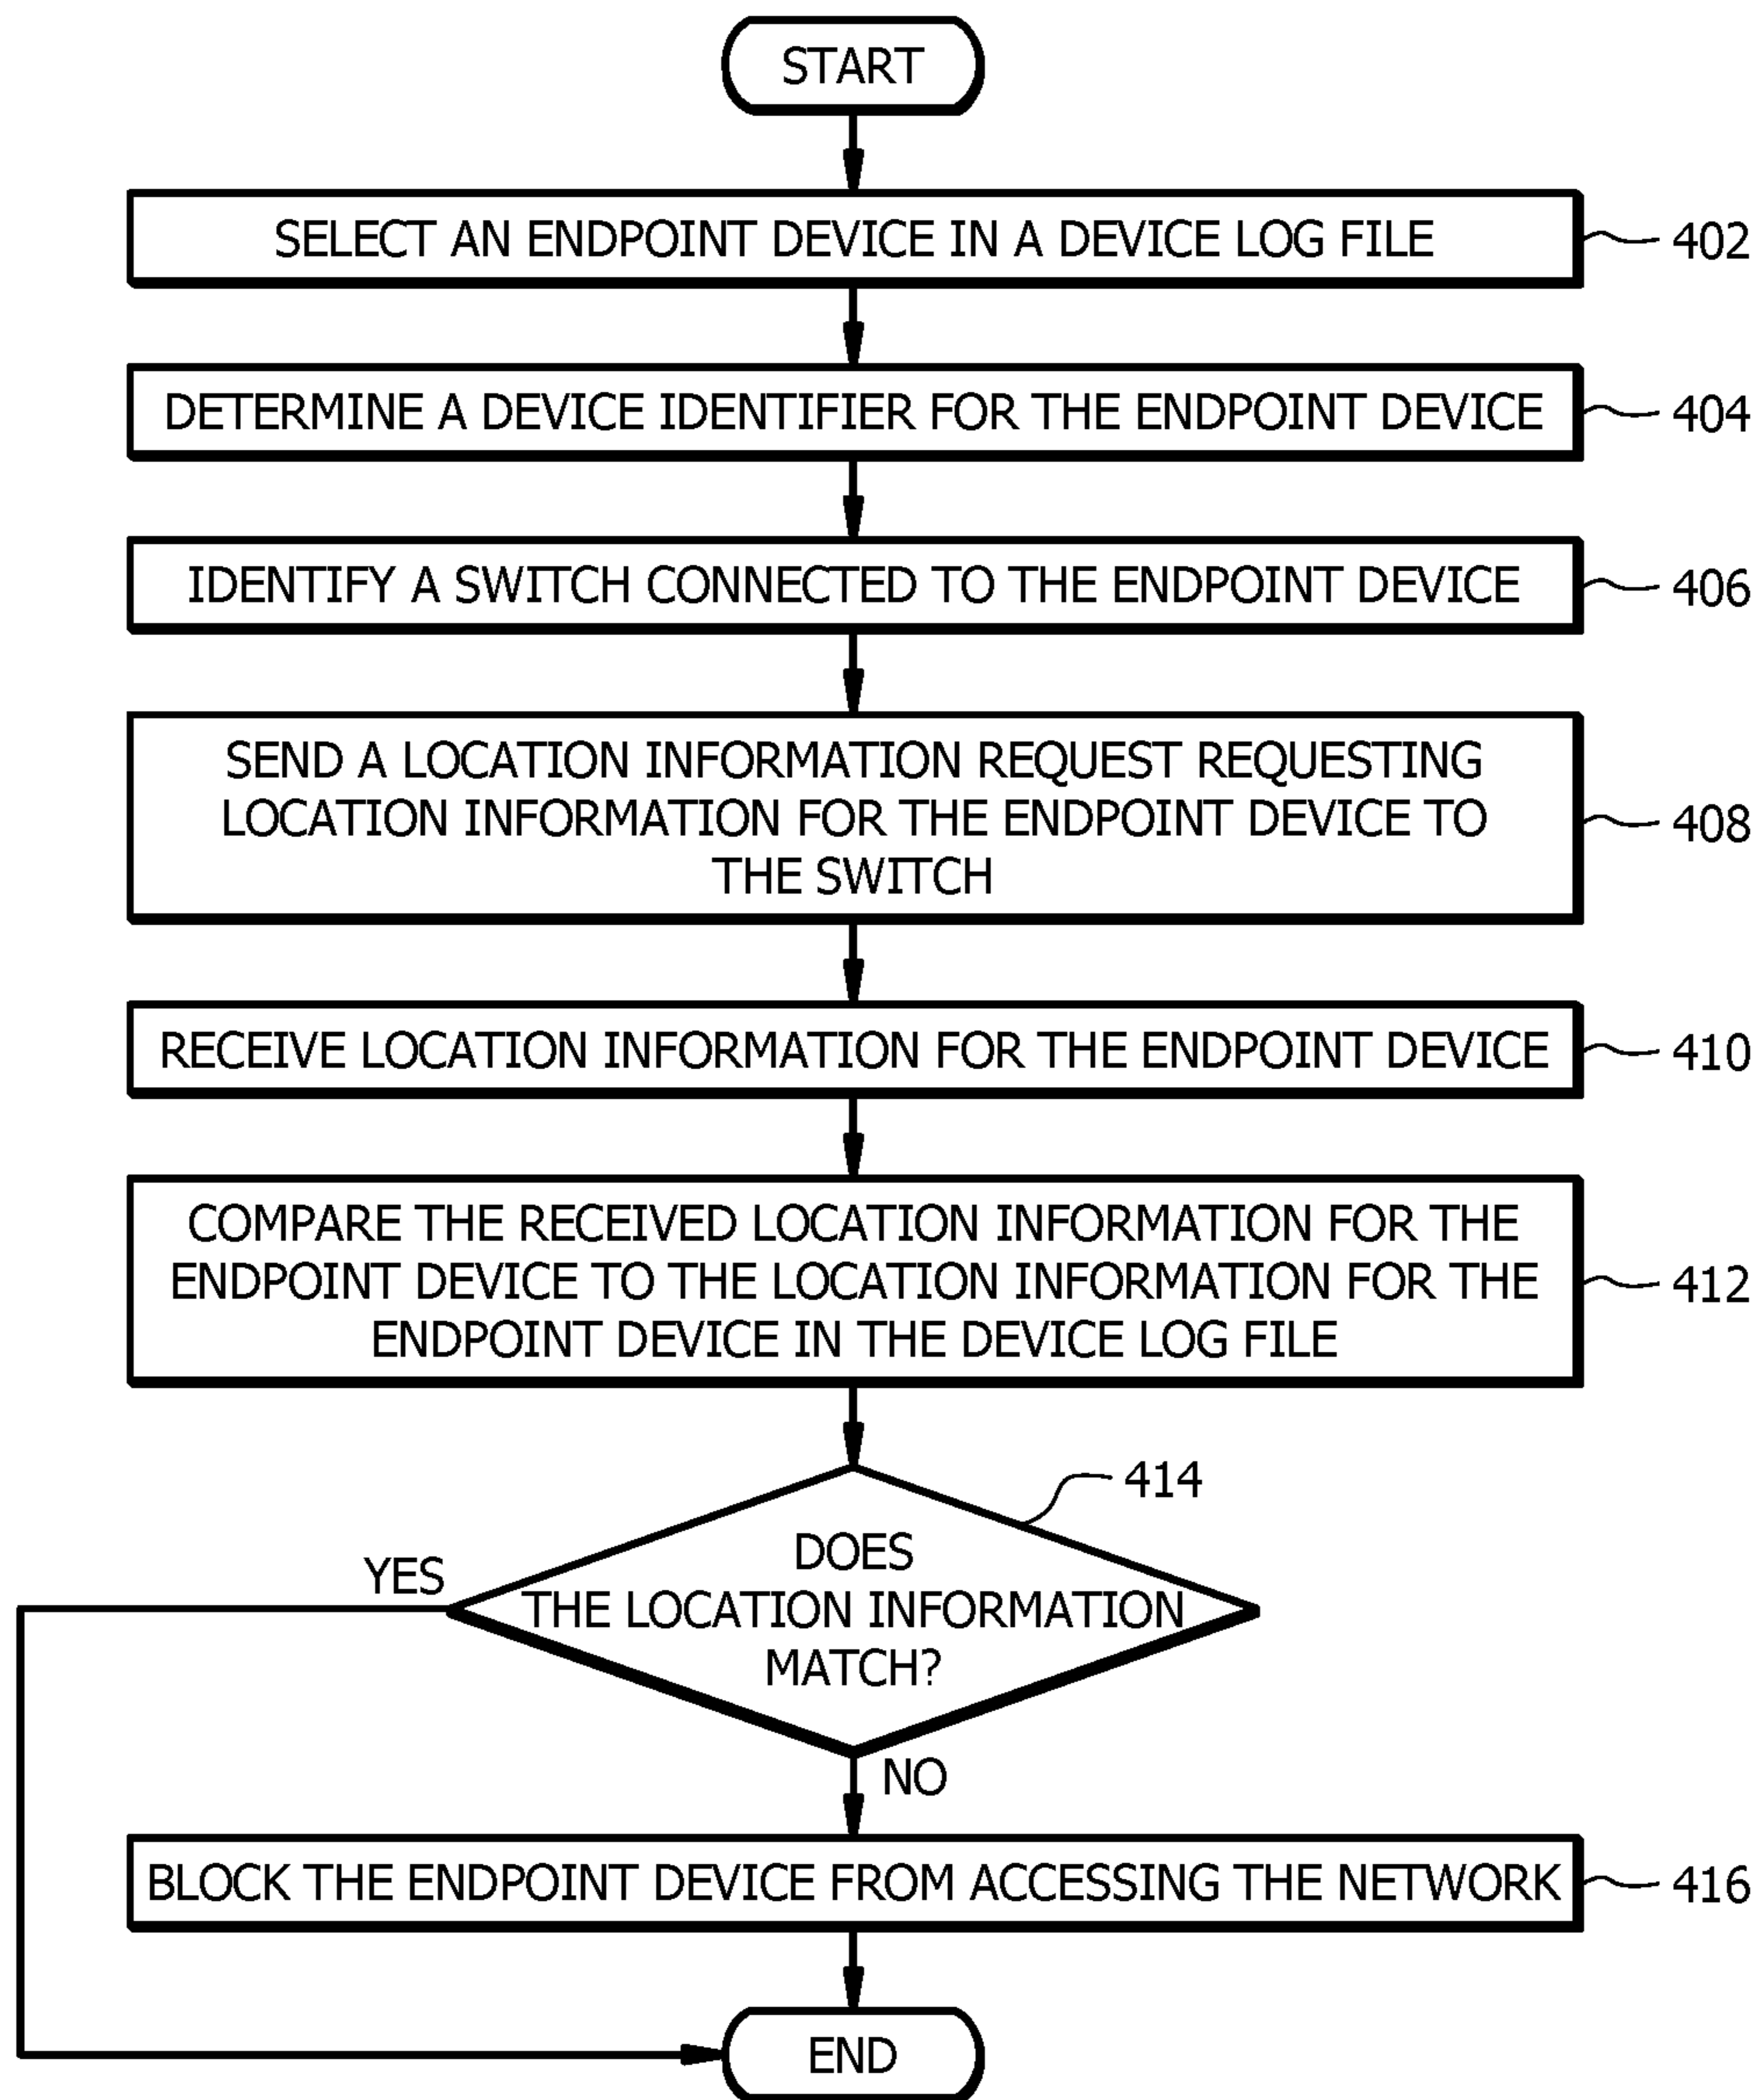 START
SELECT AN ENDPOINT DEVICE IN A DEVICE LOG FILE
402
DETERMINE A DEVICE IDENTIFIER FOR THE ENDPOINT DEVICE
404
IDENTIFY A SWITCH CONNECTED TO THE ENDPOINT DEVICE
406
SEND A LOCATION INFORMATION REQUEST REQUESTING
LOCATION INFORMATION FOR THE ENDPOINT DEVICE TO
THE SWITCH
408
RECEIVE LOCATION INFORMATION FOR THE ENDPOINT DEVICE
410
COMPARE THE RECEIVED LOCATION INFORMATION FOR THE
ENDPOINT DEVICE TO THE LOCATION INFORMATION FOR THE
ENDPOINT DEVICE IN THE DEVICE LOG FILE
412
414
DOES
THE LOCATION INFORMATION
MATCH?
YES
NO
BLOCK THE ENDPOINT DEVICE FROM ACCESSING THE NETWORK
416
END